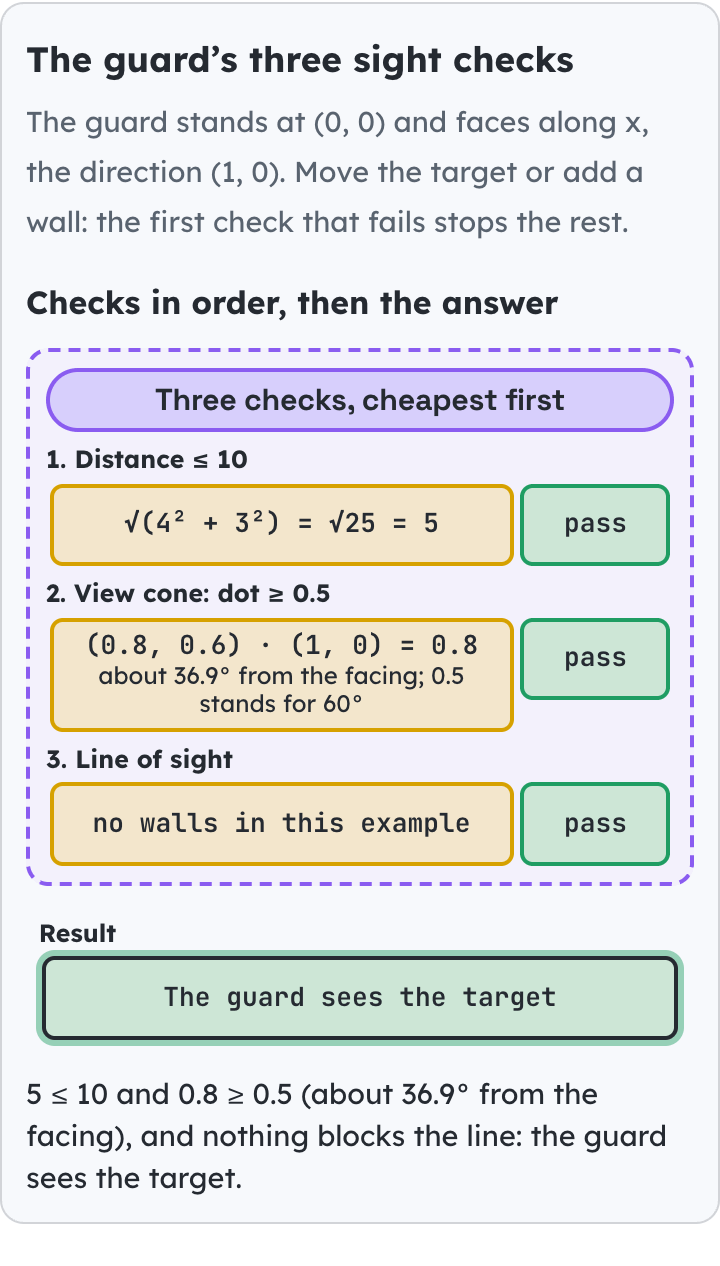 The guard’s three sight checks
The guard stands at (0, 0) and faces along x,
the direction (1, 0). Move the target or add a
wall: the first check that fails stops the rest.
Checks in order, then the answer
Three checks, cheapest first
1. Distance ≤ 10
√(4² + 3²) = √25 = 5
pass
2. View cone: dot ≥ 0.5
(0.8, 0.6) · (1, 0) = 0.8
about 36.9° from the facing; 0.5
stands for 60°
pass
3. Line of sight
no walls in this example
pass
Result
The guard sees the target
5 ≤ 10 and 0.8 ≥ 0.5 (about 36.9° from the
facing), and nothing blocks the line: the guard
sees the target.